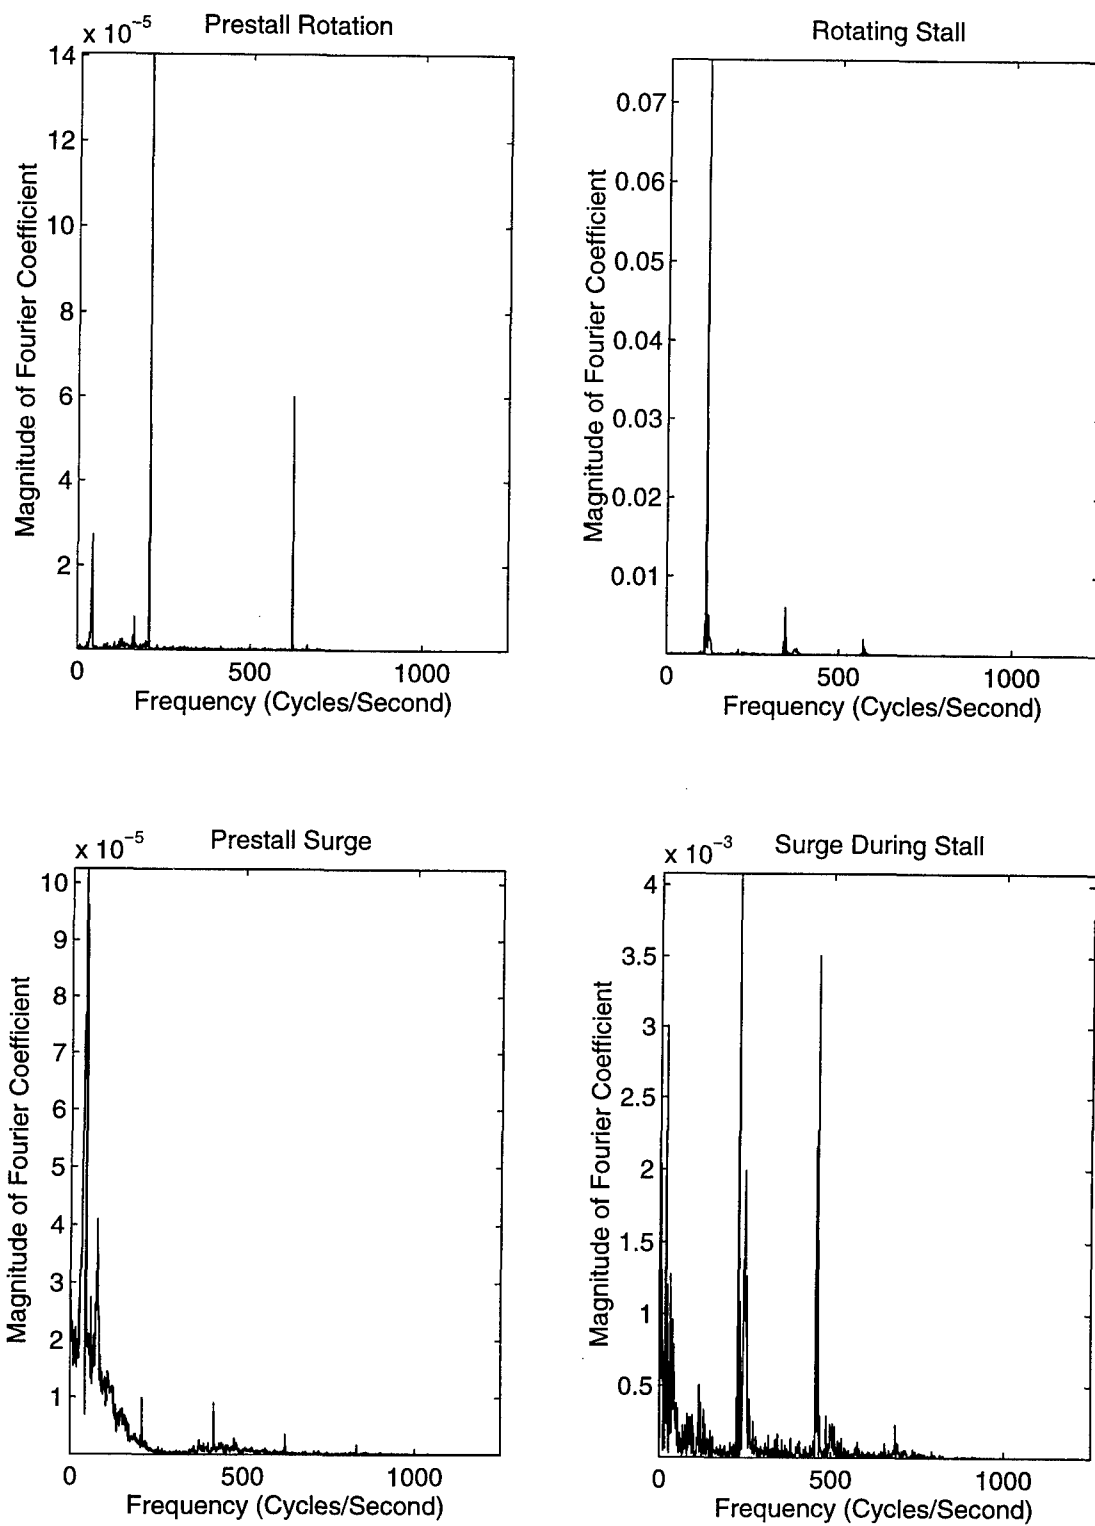 Prestall Rotation
x 10⁻⁵
14
12
10
8
6
4
2
0 500 1000
Magnitude of Fourier Coefficient
Frequency (Cycles/Second)
Rotating Stall
0.07
0.06
0.05
0.04
0.03
0.02
0.01
0 500 1000
Magnitude of Fourier Coefficient
Frequency (Cycles/Second)
Prestall Surge
x 10⁻⁵
10
9
8
7
6
5
4
3
2
1
0 500 1000
Magnitude of Fourier Coefficient
Frequency (Cycles/Second)
Surge During Stall
x 10⁻³
4
3.5
3
2.5
2
1.5
1
0.5
0 500 1000
Magnitude of Fourier Coefficient
Frequency (Cycles/Second)